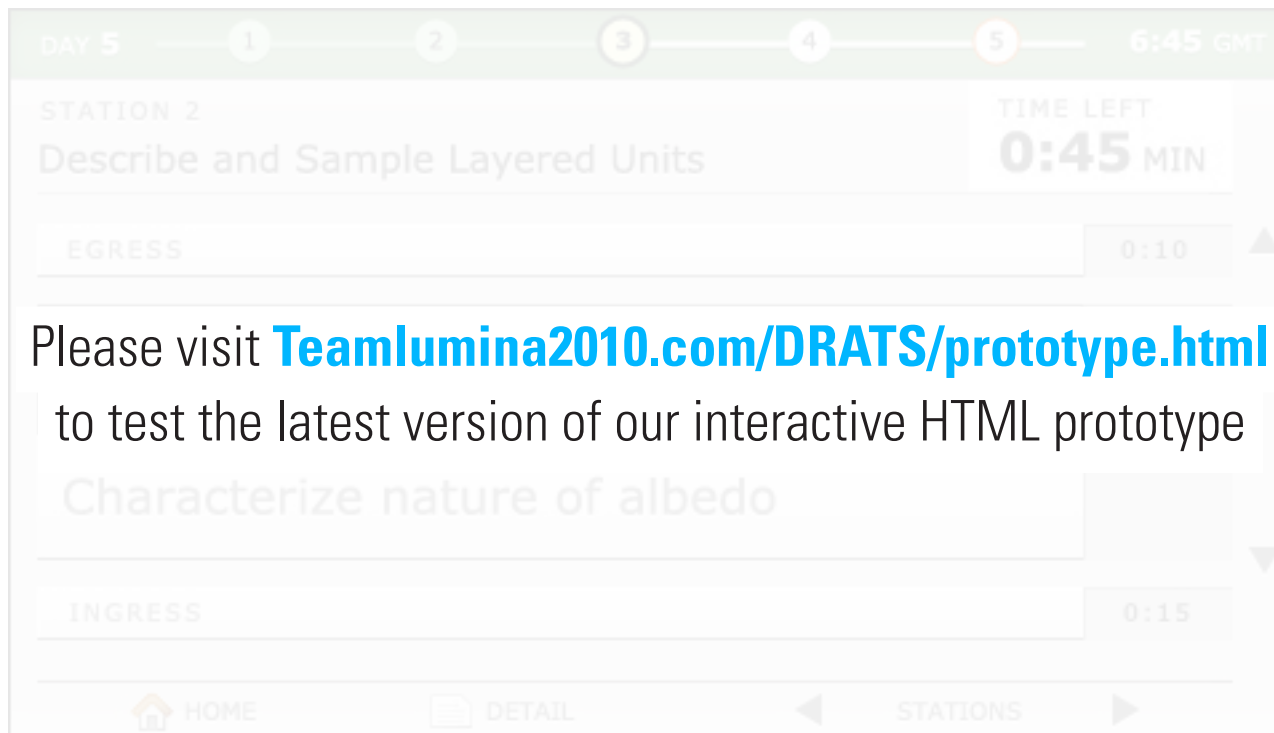 DAY 5 1 2 3 4 5 6:45 GMT
STATION 2 TIME LEFT
Describe and Sample Layered Units 0:45 MIN
EGRESS 0:10
Please visit Teamlumina2010.com/DRATS/prototype.html
to test the latest version of our interactive HTML prototype
Characterize nature of albedo
INGRESS 0:15
HOME DETAIL STATIONS